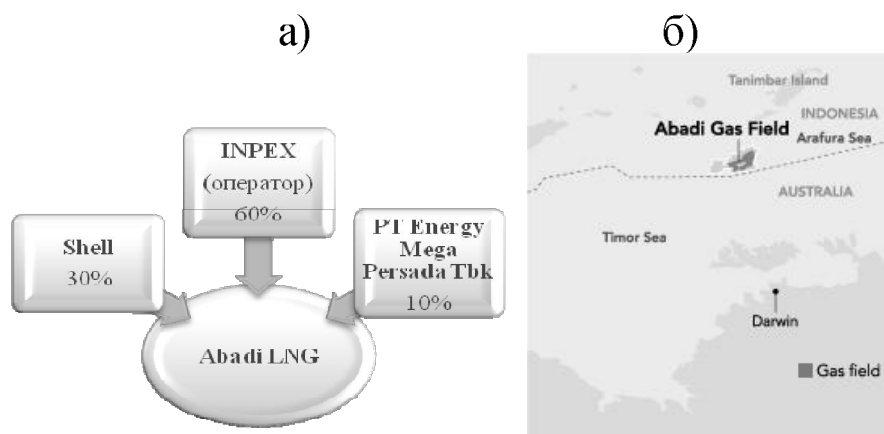 а)
б)
INPEX
(оператор)
60%
Shell
30%
PT Energy
Mega
Persada Tbk
10%
Abadi LNG
Tanimbar Island
INDONESIA
Abadi Gas Field
Arafura Sea
AUSTRALIA
Timor Sea
Darwin
Gas field